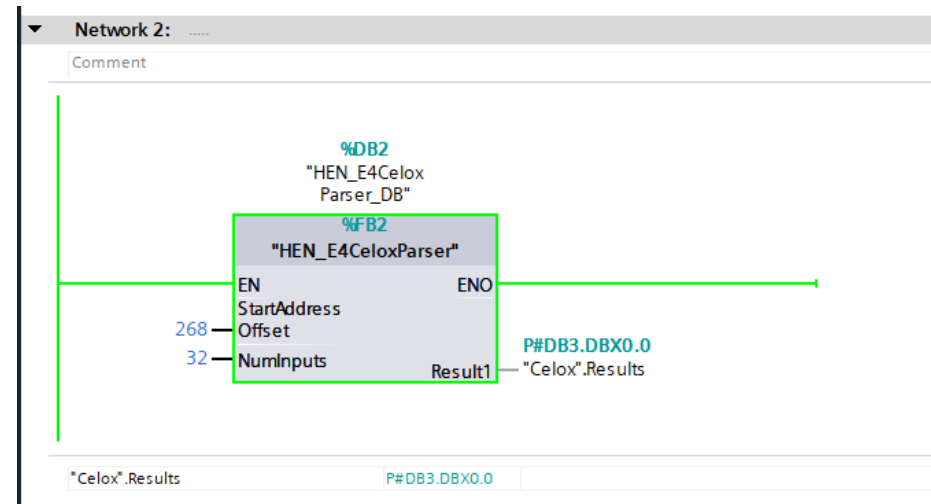 Network 2: .....
Comment
%DB2
"HEN_E4Celox
Parser_DB"
%FB2
"HEN_E4CeloxParser"
EN ENO
StartAddress
268 Offset
32 NumInputs
P#DB3.DBX0.0
Result1 "Celox".Results
"Celox".Results P#DB3.DBX0.0